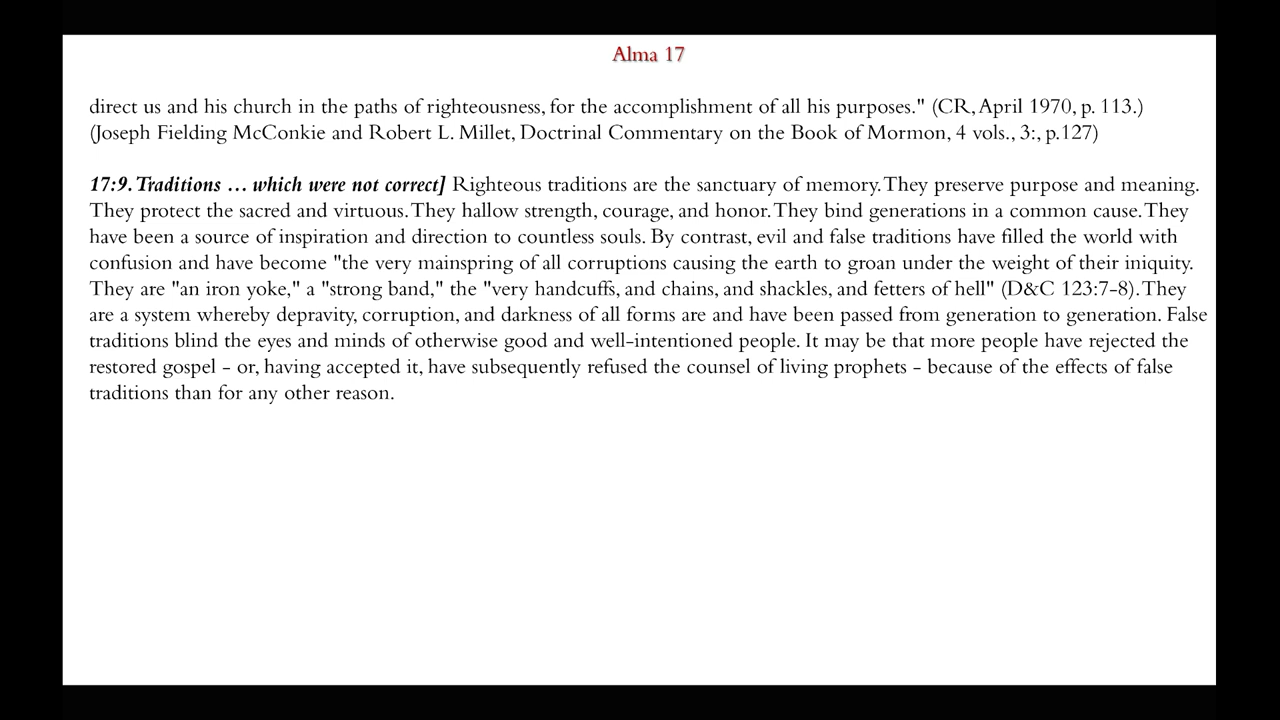 Alma 17
direct us and his church in the paths of righteousness, for the accomplishment of all his purposes." (CR, April 1970, p. 113.)
(Joseph Fielding McConkie and Robert L. Millet, Doctrinal Commentary on the Book of Mormon, 4 vols., 3:, p.127)
17:9. Traditions … which were not correct] Righteous traditions are the sanctuary of memory. They preserve purpose and meaning.
They protect the sacred and virtuous. They hallow strength, courage, and honor. They bind generations in a common cause. They
have been a source of inspiration and direction to countless souls. By contrast, evil and false traditions have filled the world with
confusion and have become "the very mainspring of all corruptions causing the earth to groan under the weight of their iniquity.
They are "an iron yoke," a "strong band," the "very handcuffs, and chains, and shackles, and fetters of hell" (D&C 123:7-8). They
are a system whereby depravity, corruption, and darkness of all forms are and have been passed from generation to generation. False
traditions blind the eyes and minds of otherwise good and well-intentioned people. It may be that more people have rejected the
restored gospel - or, having accepted it, have subsequently refused the counsel of living prophets - because of the effects of false
traditions than for any other reason.